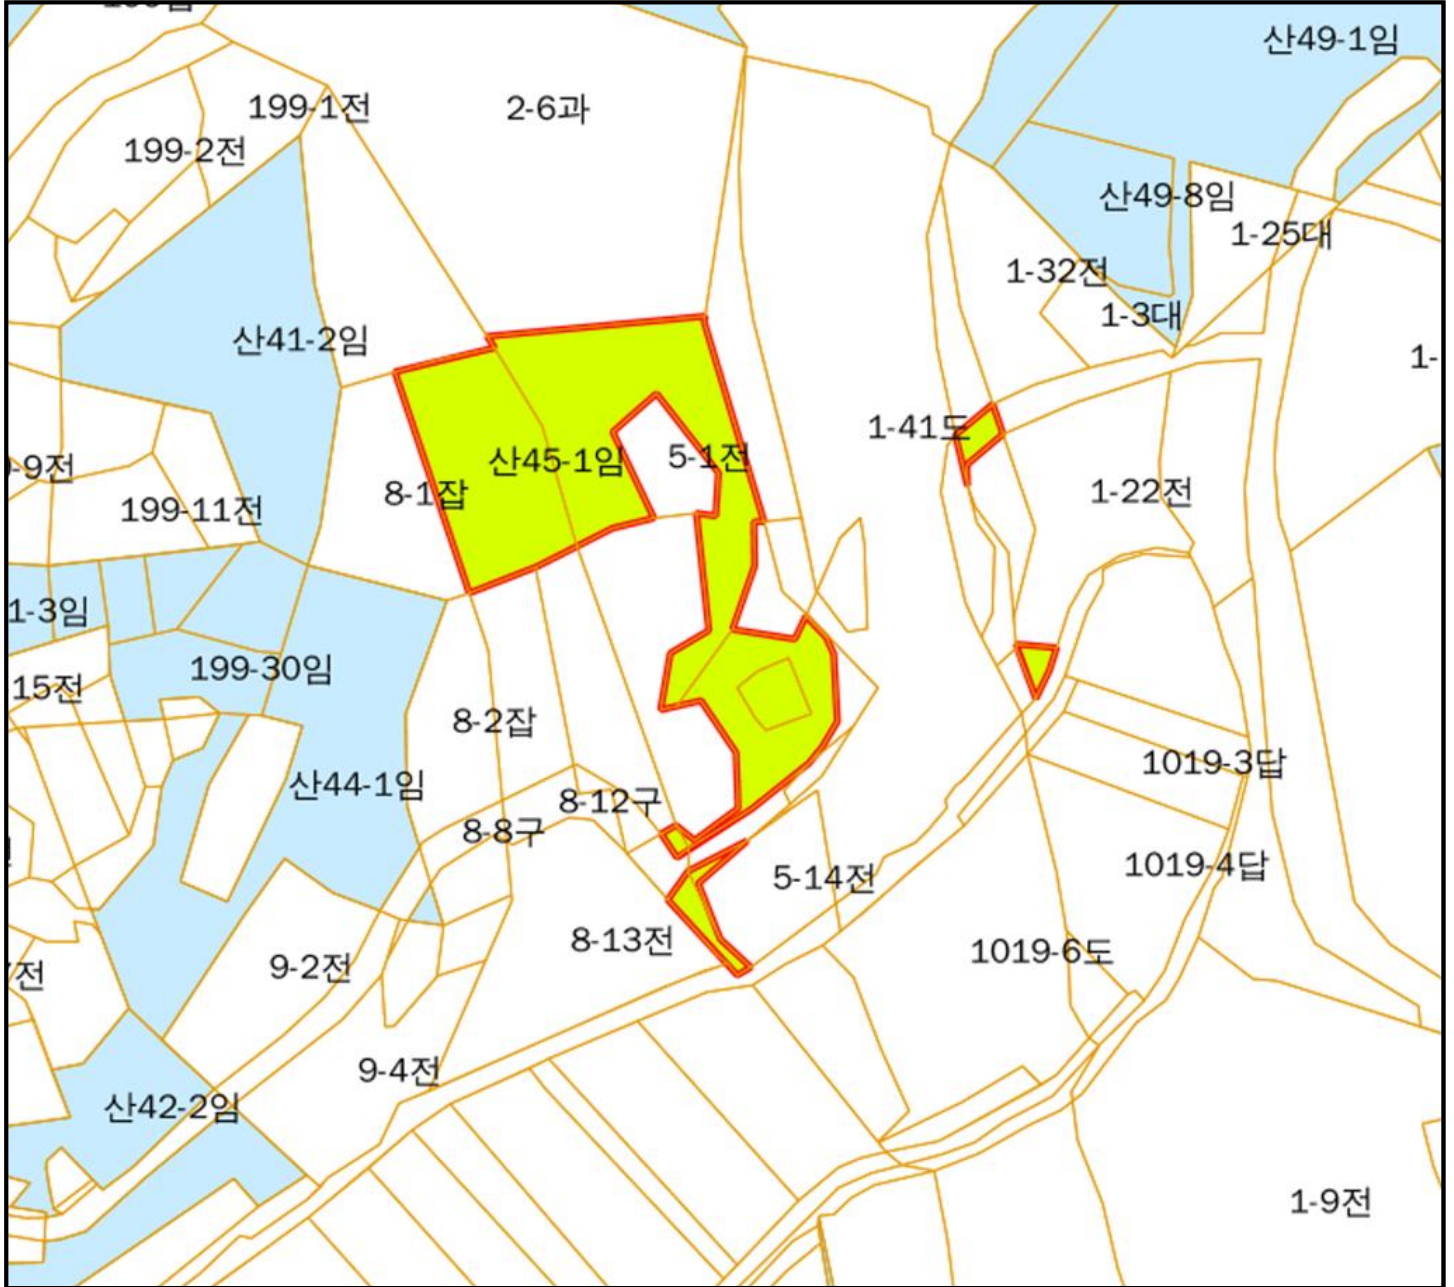 산49-1임
199-1전
2-6과
199-2전
산49-8임
1-25대
1-32전
1-3대
산41-2임
1-
1-41도
산45-1임
5-1전
-9전
8-1잡
1-22전
199-11전
1-3임
199-30임
15전
8-2잡
1019-3답
산44-1임
8-12구
8-8구
1019-4답
5-14전
8-13전
1019-6도
9-2전
전
9-4전
산42-2임
1-9전